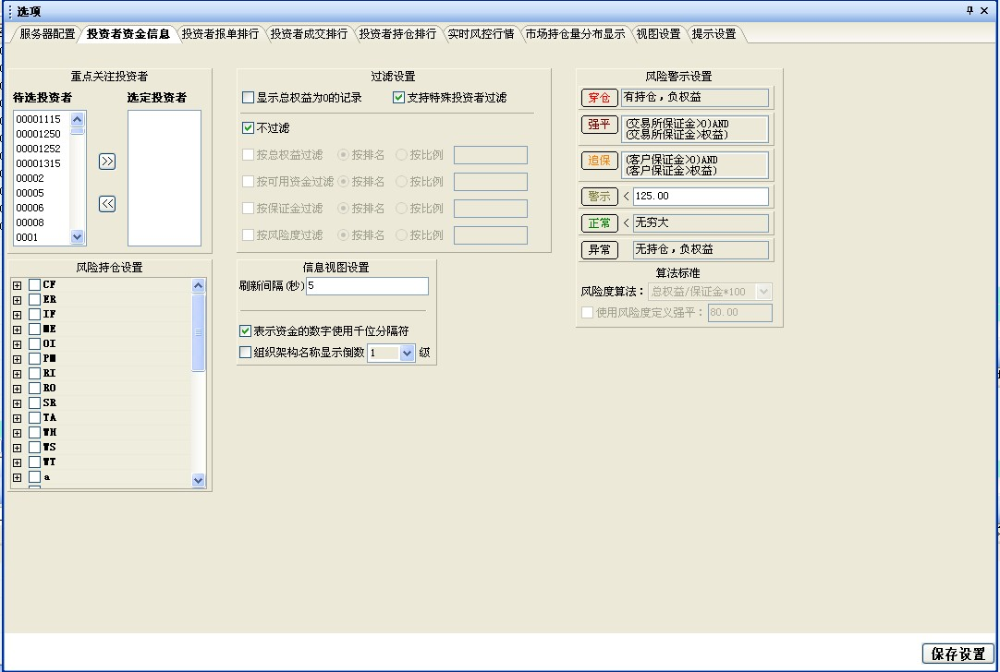 选项
服务器配置 投资者资金信息 投资者报单排行 投资者成交排行 投资者持仓排行 实时风控行情 市场持仓量分布显示 视图设置 提示设置
重点关注投资者
待选投资者 选定投资者
00001115
00001250
00001252
00001315
00002
00005
00006
00008
0001
>>
<<
风险持仓设置
CF
ER
IF
ME
OI
PM
RI
RO
SR
TA
WH
WS
WT
a
过滤设置
显示总权益为0的记录 支持特殊投资者过滤
不过滤
按总权益过滤 按排名 按比例
按可用资金过滤 按排名 按比例
按保证金过滤 按排名 按比例
按风险度过滤 按排名 按比例
信息视图设置
刷新间隔(秒) 5
表示资金的数字使用千位分隔符
组织架构名称显示倒数 1 级
风险警示设置
穿仓 有持仓，负权益
强平 (交易所保证金>0)AND
(交易所保证金>权益)
追保 (客户保证金>0)AND
(客户保证金>权益)
警示 < 125.00
正常 < 无穷大
异常 无持仓，负权益
算法标准
风险度算法： 总权益/保证金*100
使用风险度定义强平： 80.00
保存设置